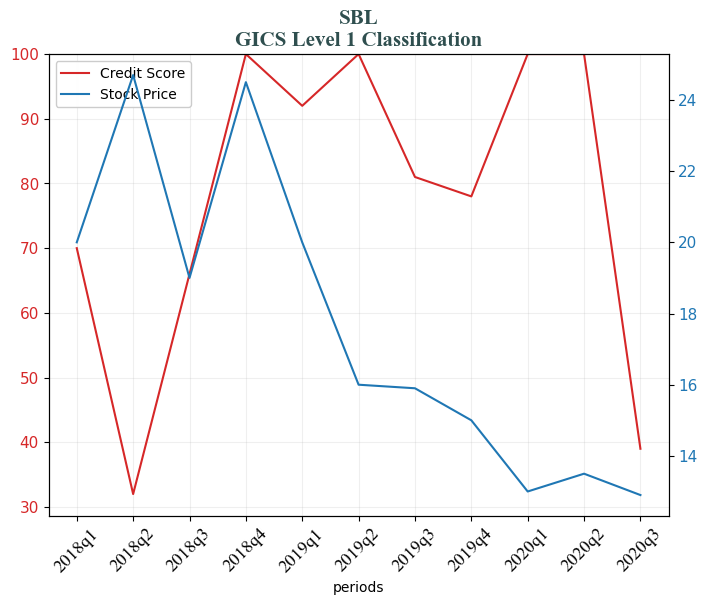 SBL
GICS Level 1 Classification
Credit Score
Stock Price
100
90
80
70
60
50
40
30
24
22
20
18
16
14
2018q1 2018q2 2018q3 2018q4 2019q1 2019q2 2019q3 2019q4 2020q1 2020q2 2020q3
periods